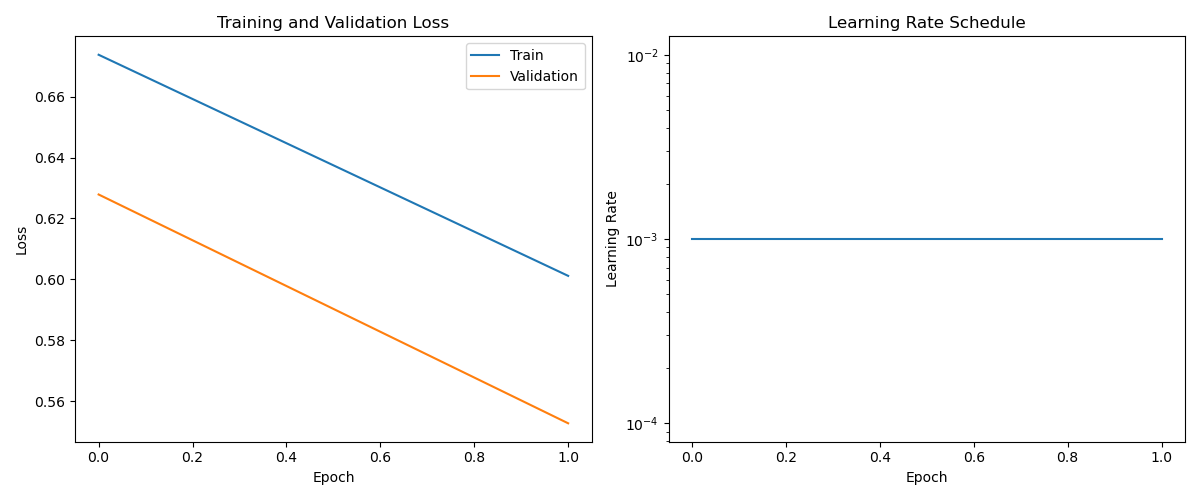 Training and Validation Loss
Train
Validation
0.66
0.64
0.62
0.60
0.58
0.56
Loss
0.0 0.2 0.4 0.6 0.8 1.0
Epoch
Learning Rate Schedule
10⁻²
10⁻³
10⁻⁴
Learning Rate
0.0 0.2 0.4 0.6 0.8 1.0
Epoch